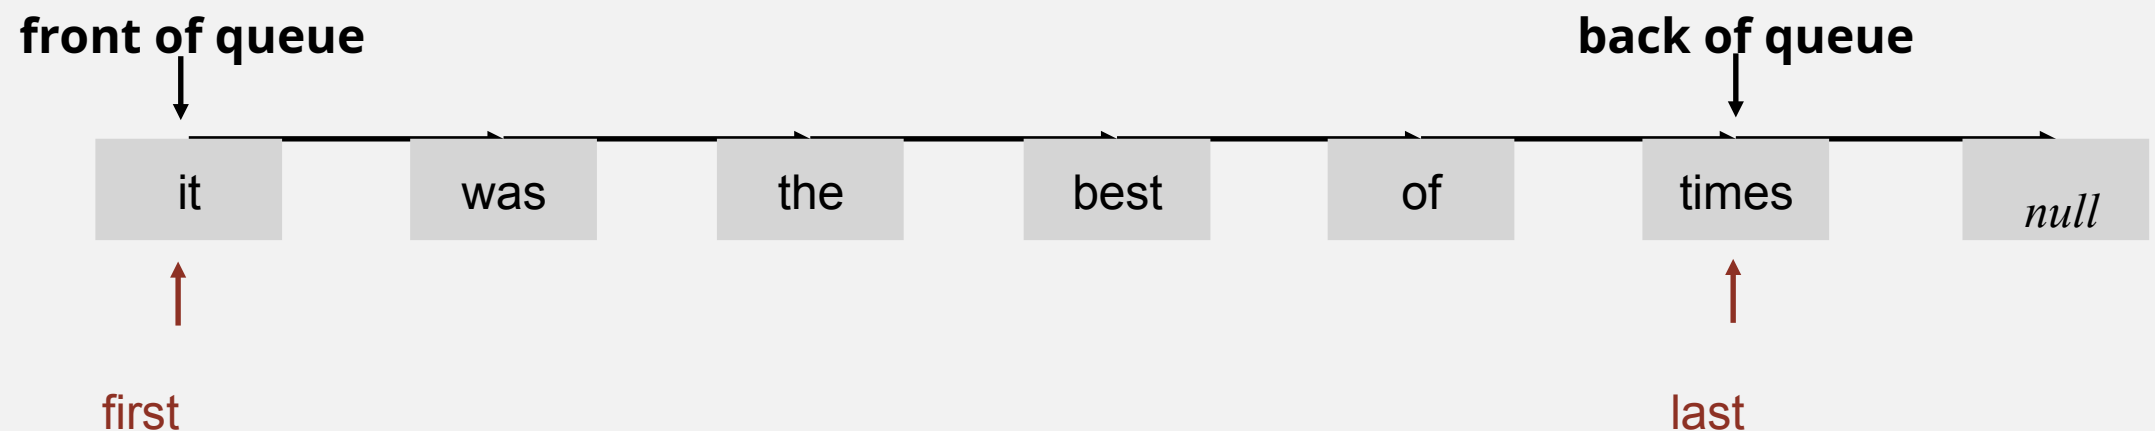 front of queue
back of queue
it
was
the
best
of
times
null
first
last